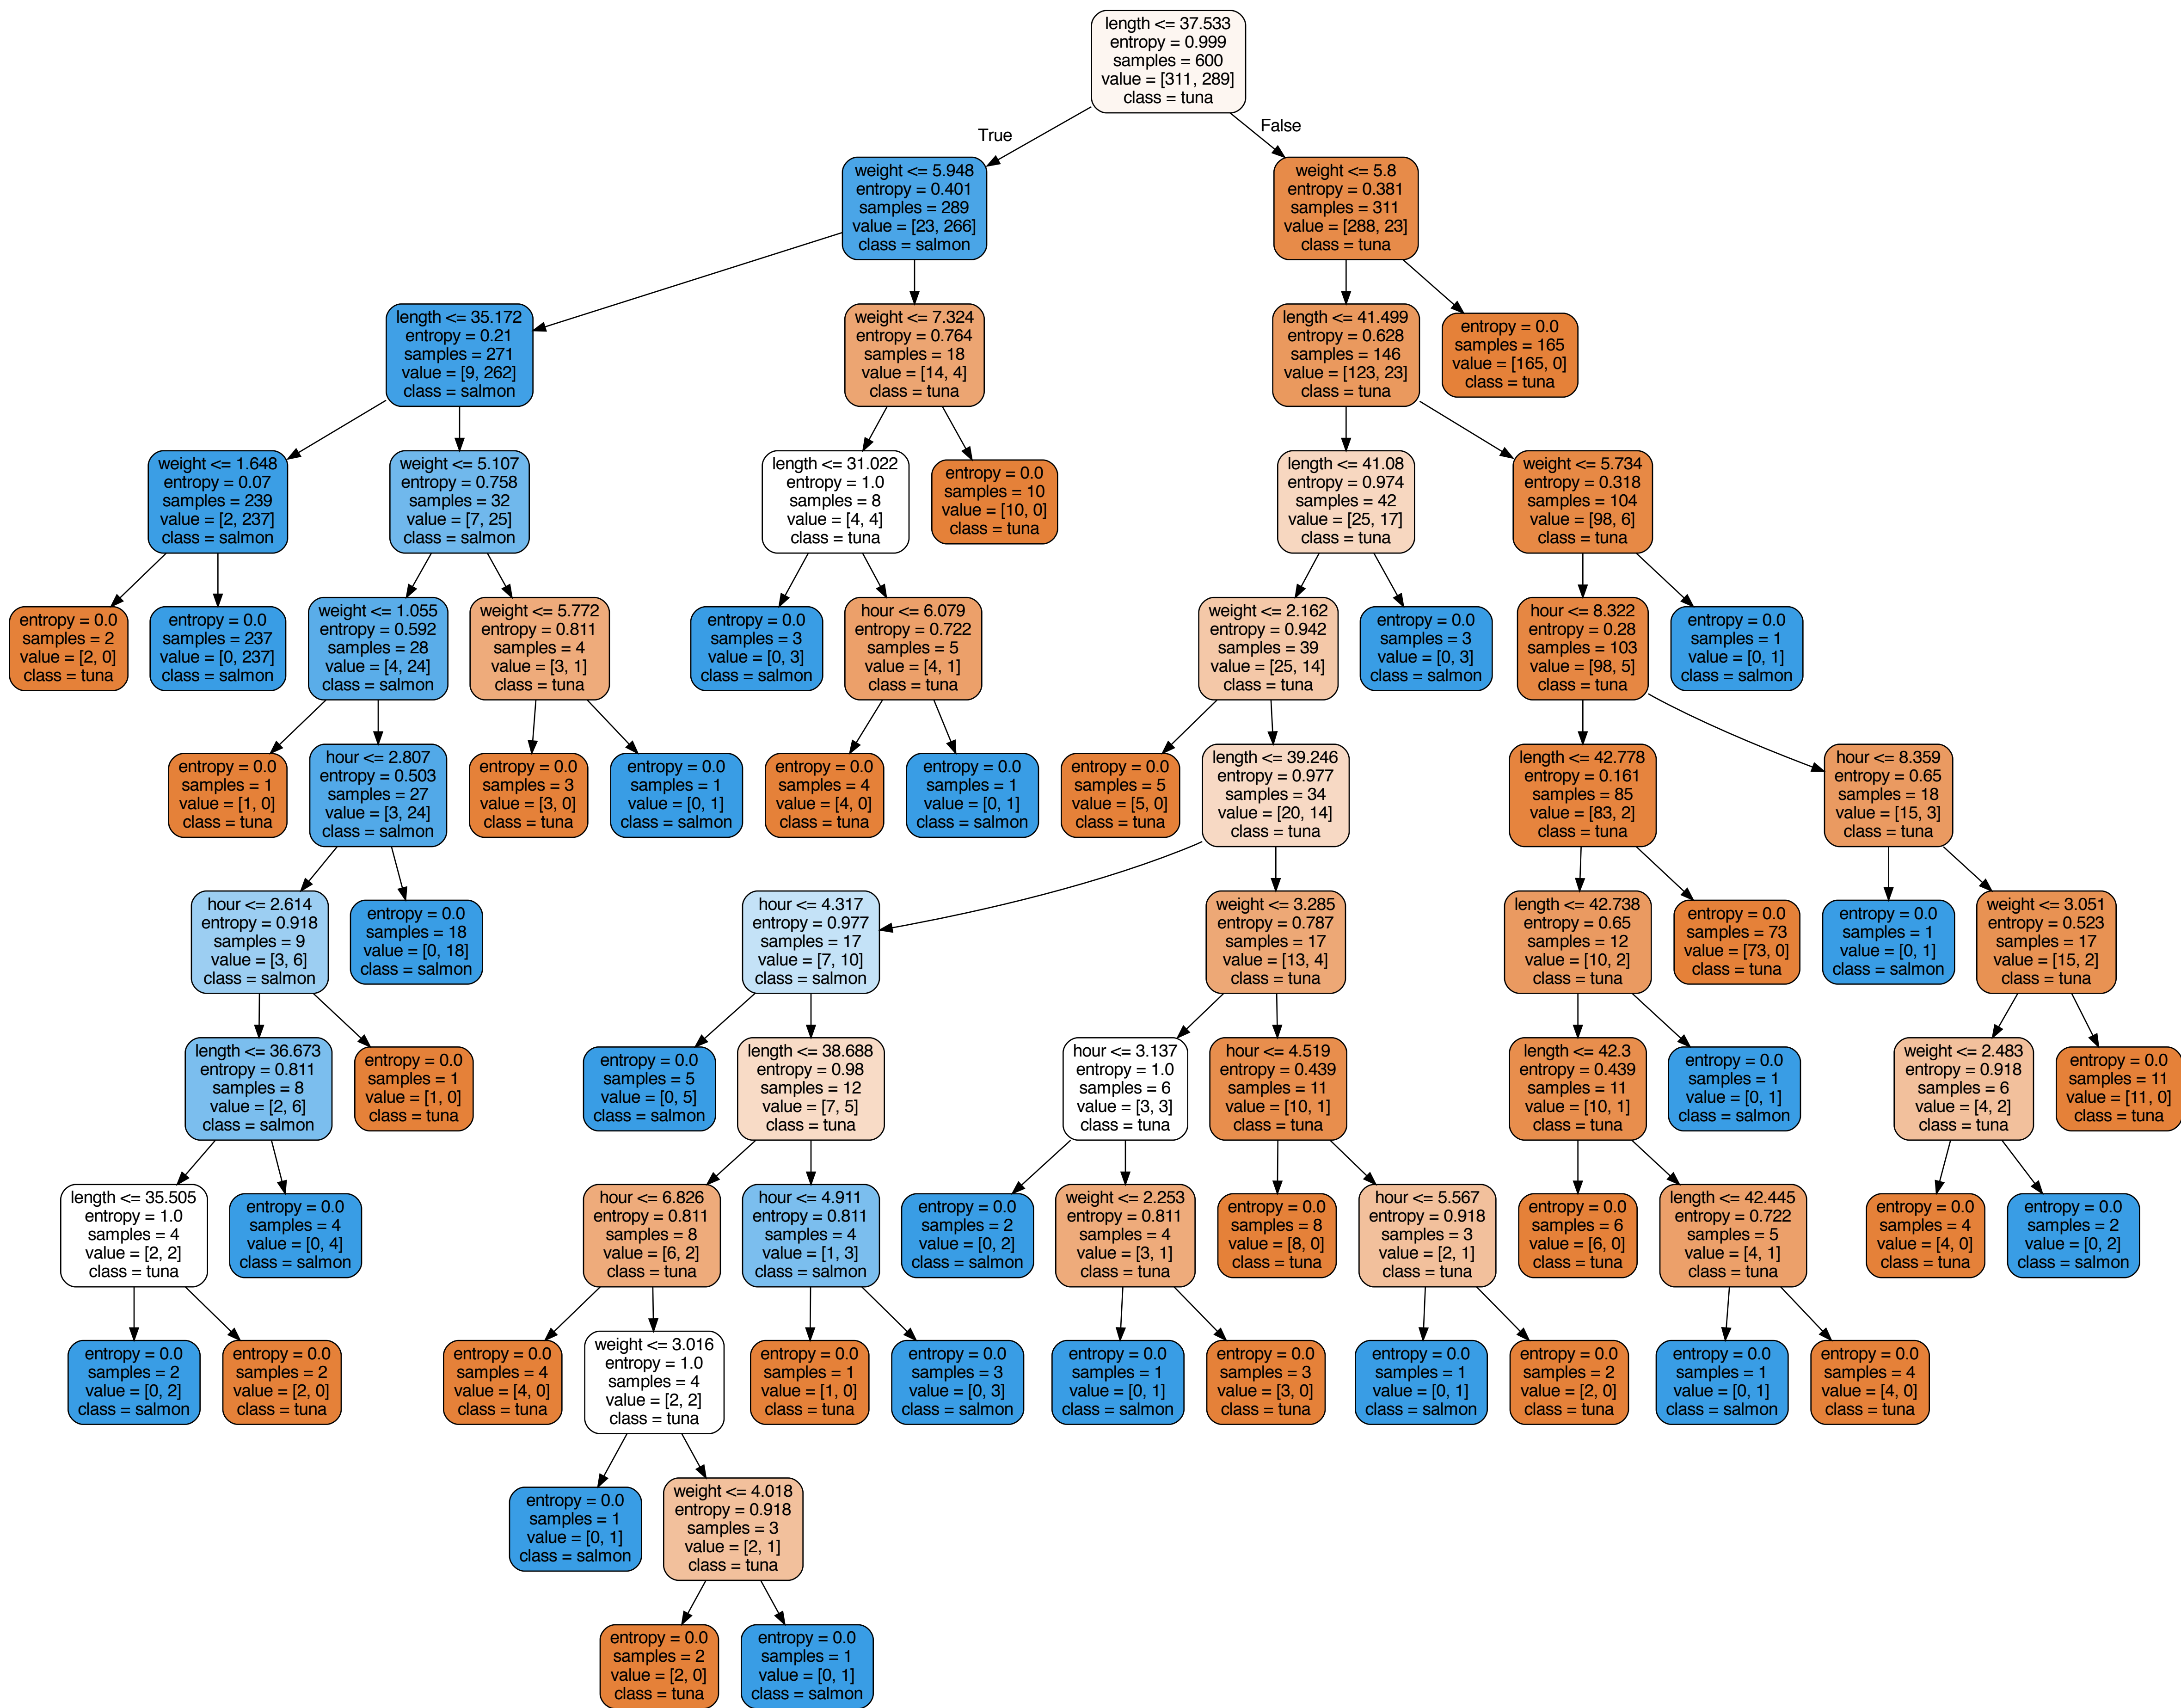 length <= 37.533
entropy = 0.999
samples = 600
value = [311, 289]
class = tuna
True
False
weight <= 5.948
entropy = 0.401
samples = 289
value = [23, 266]
class = salmon
weight <= 5.8
entropy = 0.381
samples = 311
value = [288, 23]
class = tuna
length <= 35.172
entropy = 0.21
samples = 271
value = [9, 262]
class = salmon
weight <= 7.324
entropy = 0.764
samples = 18
value = [14, 4]
class = tuna
length <= 41.499
entropy = 0.628
samples = 146
value = [123, 23]
class = tuna
entropy = 0.0
samples = 165
value = [165, 0]
class = tuna
weight <= 1.648
entropy = 0.07
samples = 239
value = [2, 237]
class = salmon
weight <= 5.107
entropy = 0.758
samples = 32
value = [7, 25]
class = salmon
length <= 31.022
entropy = 1.0
samples = 8
value = [4, 4]
class = tuna
entropy = 0.0
samples = 10
value = [10, 0]
class = tuna
length <= 41.08
entropy = 0.974
samples = 42
value = [25, 17]
class = tuna
weight <= 5.734
entropy = 0.318
samples = 104
value = [98, 6]
class = tuna
entropy = 0.0
samples = 2
value = [2, 0]
class = tuna
entropy = 0.0
samples = 237
value = [0, 237]
class = salmon
weight <= 1.055
entropy = 0.592
samples = 28
value = [4, 24]
class = salmon
weight <= 5.772
entropy = 0.811
samples = 4
value = [3, 1]
class = tuna
entropy = 0.0
samples = 3
value = [0, 3]
class = salmon
hour <= 6.079
entropy = 0.722
samples = 5
value = [4, 1]
class = tuna
weight <= 2.162
entropy = 0.942
samples = 39
value = [25, 14]
class = tuna
entropy = 0.0
samples = 3
value = [0, 3]
class = salmon
hour <= 8.322
entropy = 0.28
samples = 103
value = [98, 5]
class = tuna
entropy = 0.0
samples = 1
value = [0, 1]
class = salmon
entropy = 0.0
samples = 1
value = [1, 0]
class = tuna
hour <= 2.807
entropy = 0.503
samples = 27
value = [3, 24]
class = salmon
entropy = 0.0
samples = 3
value = [3, 0]
class = tuna
entropy = 0.0
samples = 1
value = [0, 1]
class = salmon
entropy = 0.0
samples = 4
value = [4, 0]
class = tuna
entropy = 0.0
samples = 1
value = [0, 1]
class = salmon
entropy = 0.0
samples = 5
value = [5, 0]
class = tuna
length <= 39.246
entropy = 0.977
samples = 34
value = [20, 14]
class = tuna
length <= 42.778
entropy = 0.161
samples = 85
value = [83, 2]
class = tuna
hour <= 8.359
entropy = 0.65
samples = 18
value = [15, 3]
class = tuna
hour <= 2.614
entropy = 0.918
samples = 9
value = [3, 6]
class = salmon
entropy = 0.0
samples = 18
value = [0, 18]
class = salmon
hour <= 4.317
entropy = 0.977
samples = 17
value = [7, 10]
class = salmon
weight <= 3.285
entropy = 0.787
samples = 17
value = [13, 4]
class = tuna
length <= 42.738
entropy = 0.65
samples = 12
value = [10, 2]
class = tuna
entropy = 0.0
samples = 73
value = [73, 0]
class = tuna
entropy = 0.0
samples = 1
value = [0, 1]
class = salmon
weight <= 3.051
entropy = 0.523
samples = 17
value = [15, 2]
class = tuna
length <= 36.673
entropy = 0.811
samples = 8
value = [2, 6]
class = salmon
entropy = 0.0
samples = 1
value = [1, 0]
class = tuna
entropy = 0.0
samples = 5
value = [0, 5]
class = salmon
length <= 38.688
entropy = 0.98
samples = 12
value = [7, 5]
class = tuna
hour <= 3.137
entropy = 1.0
samples = 6
value = [3, 3]
class = tuna
hour <= 4.519
entropy = 0.439
samples = 11
value = [10, 1]
class = tuna
length <= 42.3
entropy = 0.439
samples = 11
value = [10, 1]
class = tuna
entropy = 0.0
samples = 1
value = [0, 1]
class = salmon
weight <= 2.483
entropy = 0.918
samples = 6
value = [4, 2]
class = tuna
entropy = 0.0
samples = 11
value = [11, 0]
class = tuna
length <= 35.505
entropy = 1.0
samples = 4
value = [2, 2]
class = tuna
entropy = 0.0
samples = 4
value = [0, 4]
class = salmon
hour <= 6.826
entropy = 0.811
samples = 8
value = [6, 2]
class = tuna
hour <= 4.911
entropy = 0.811
samples = 4
value = [1, 3]
class = salmon
entropy = 0.0
samples = 2
value = [0, 2]
class = salmon
weight <= 2.253
entropy = 0.811
samples = 4
value = [3, 1]
class = tuna
entropy = 0.0
samples = 8
value = [8, 0]
class = tuna
hour <= 5.567
entropy = 0.918
samples = 3
value = [2, 1]
class = tuna
entropy = 0.0
samples = 6
value = [6, 0]
class = tuna
length <= 42.445
entropy = 0.722
samples = 5
value = [4, 1]
class = tuna
entropy = 0.0
samples = 4
value = [4, 0]
class = tuna
entropy = 0.0
samples = 2
value = [0, 2]
class = salmon
entropy = 0.0
samples = 2
value = [0, 2]
class = salmon
entropy = 0.0
samples = 2
value = [2, 0]
class = tuna
entropy = 0.0
samples = 4
value = [4, 0]
class = tuna
weight <= 3.016
entropy = 1.0
samples = 4
value = [2, 2]
class = tuna
entropy = 0.0
samples = 1
value = [1, 0]
class = tuna
entropy = 0.0
samples = 3
value = [0, 3]
class = salmon
entropy = 0.0
samples = 1
value = [0, 1]
class = salmon
entropy = 0.0
samples = 3
value = [3, 0]
class = tuna
entropy = 0.0
samples = 1
value = [0, 1]
class = salmon
entropy = 0.0
samples = 2
value = [2, 0]
class = tuna
entropy = 0.0
samples = 1
value = [0, 1]
class = salmon
entropy = 0.0
samples = 4
value = [4, 0]
class = tuna
entropy = 0.0
samples = 1
value = [0, 1]
class = salmon
weight <= 4.018
entropy = 0.918
samples = 3
value = [2, 1]
class = tuna
entropy = 0.0
samples = 2
value = [2, 0]
class = tuna
entropy = 0.0
samples = 1
value = [0, 1]
class = salmon